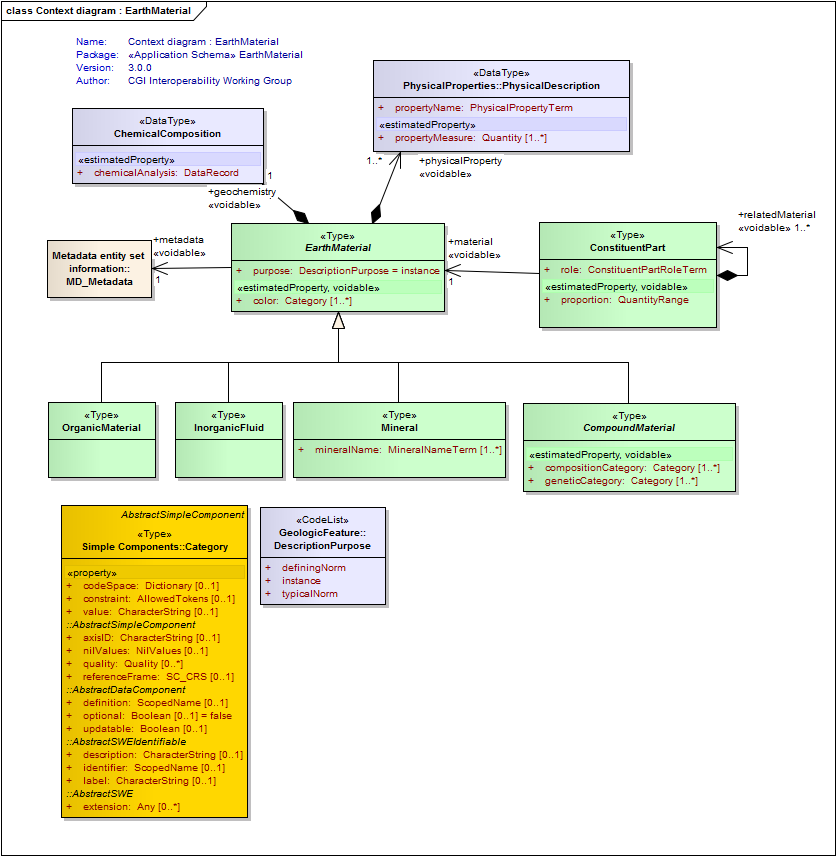 class Context diagram : EarthMaterial
Name: Context diagram : EarthMaterial
Package: «Application Schema» EarthMaterial
Version: 3.0.0
Author: CGI Interoperability Working Group
«DataType»
PhysicalProperties::PhysicalDescription
+ propertyName: PhysicalPropertyTerm
«estimatedProperty»
+ propertyMeasure: Quantity [1..*]
«DataType»
ChemicalComposition
«estimatedProperty»
+ chemicalAnalysis: DataRecord
1
+geochemistry
«voidable»
1..*
+physicalProperty
«voidable»
Metadata entity set
information::
MD_Metadata
+metadata
«voidable»
1
«Type»
EarthMaterial
+ purpose: DescriptionPurpose = instance
«estimatedProperty, voidable»
+ color: Category [1..*]
+material
«voidable»
1
«Type»
ConstituentPart
+ role: ConstituentPartRoleTerm
«estimatedProperty, voidable»
+ proportion: QuantityRange
+relatedMaterial
«voidable» 1..*
«Type»
OrganicMaterial
«Type»
InorganicFluid
«Type»
Mineral
+ mineralName: MineralNameTerm [1..*]
«Type»
CompoundMaterial
«estimatedProperty, voidable»
+ compositionCategory: Category [1..*]
+ geneticCategory: Category [1..*]
AbstractSimpleComponent
«Type»
Simple Components::Category
«property»
+ codeSpace: Dictionary [0..1]
+ constraint: AllowedTokens [0..1]
+ value: CharacterString [0..1]
::AbstractSimpleComponent
+ axisID: CharacterString [0..1]
+ nilValues: NilValues [0..1]
+ quality: Quality [0..*]
+ referenceFrame: SC_CRS [0..1]
::AbstractDataComponent
+ definition: ScopedName [0..1]
+ optional: Boolean [0..1] = false
+ updatable: Boolean [0..1]
::AbstractSWEIdentifiable
+ description: CharacterString [0..1]
+ identifier: ScopedName [0..1]
+ label: CharacterString [0..1]
::AbstractSWE
+ extension: Any [0..*]
«CodeList»
GeologicFeature::
DescriptionPurpose
+ definingNorm
+ instance
+ typicalNorm